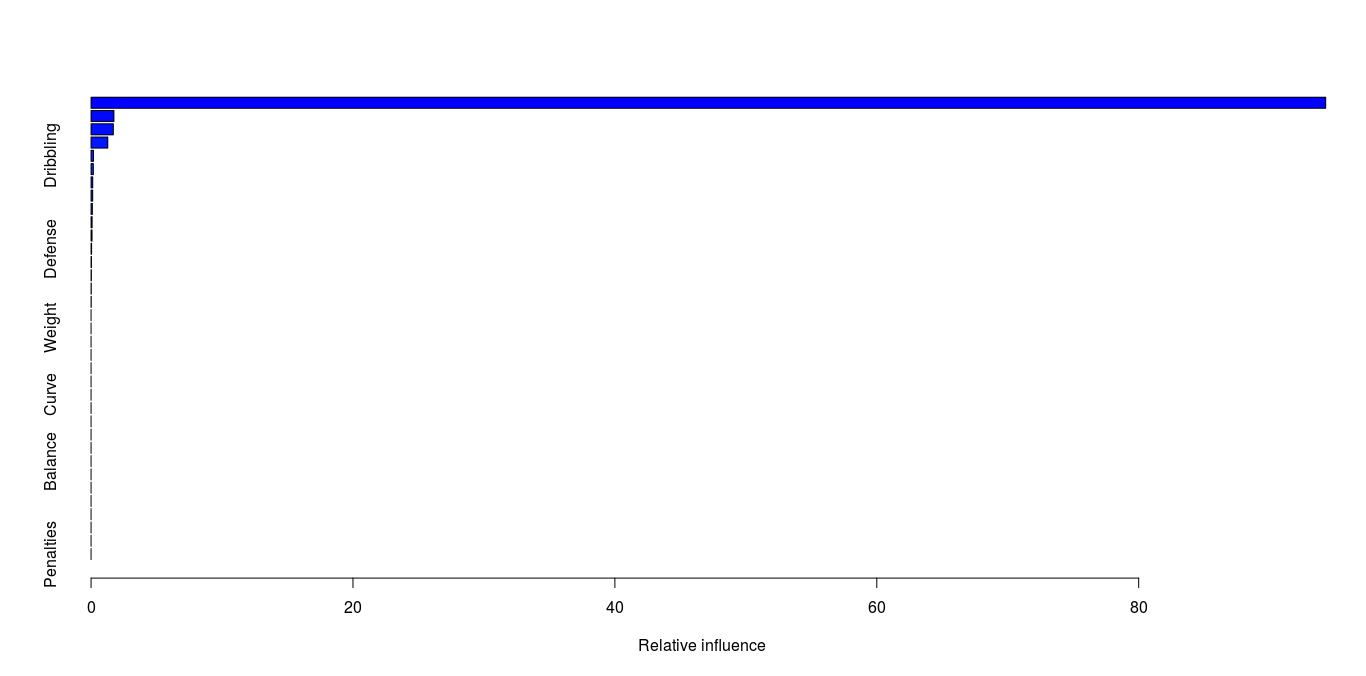 Dribbling
Defense
Weight
Curve
Balance
Penalties
0 20 40 60 80
Relative influence